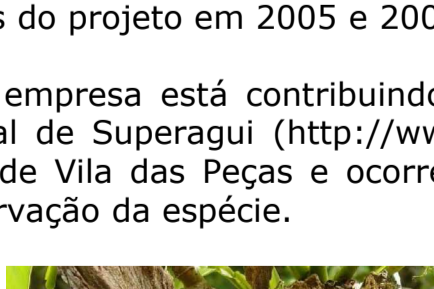 s do projeto em 2005 e 200
empresa está contribuindo
al de Superagui (http://ww
de Vila das Peças e ocorre
rvação da espécie.